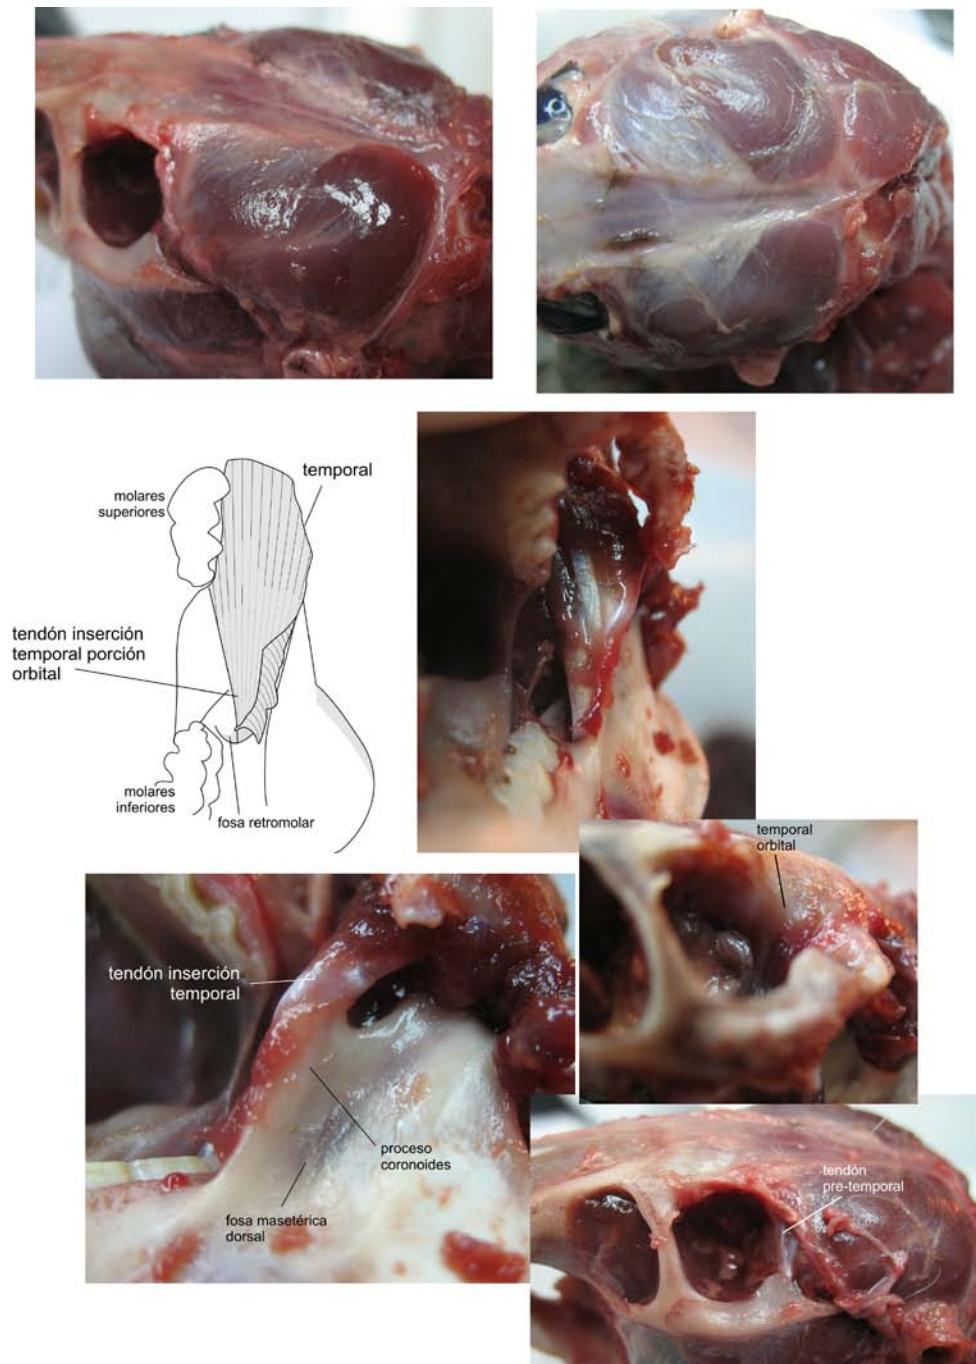 temporal
molares
superiores
tendón inserción
temporal porción
orbital
molares
inferiores
fosa retromolar
temporal
orbital
tendón inserción
temporal
proceso
coronoides
fosa masetérica
dorsal
tendón
pre-temporal